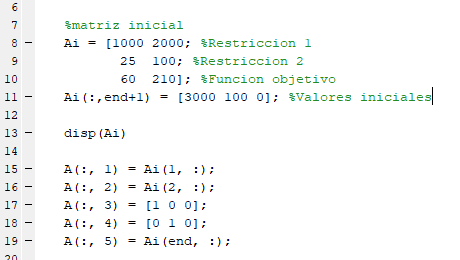 6
7 %matriz inicial
8 – Ai = [1000 2000; %Restriccion 1
9 25 100; %Restriccion 2
10 60 210]; %Funcion objetivo
11 – Ai(:,end+1) = [3000 100 0]; %Valores iniciales
12
13 – disp(Ai)
14
15 – A(:, 1) = Ai(1, :);
16 – A(:, 2) = Ai(2, :);
17 – A(:, 3) = [1 0 0];
18 – A(:, 4) = [0 1 0];
19 – A(:, 5) = Ai(end, :);
20